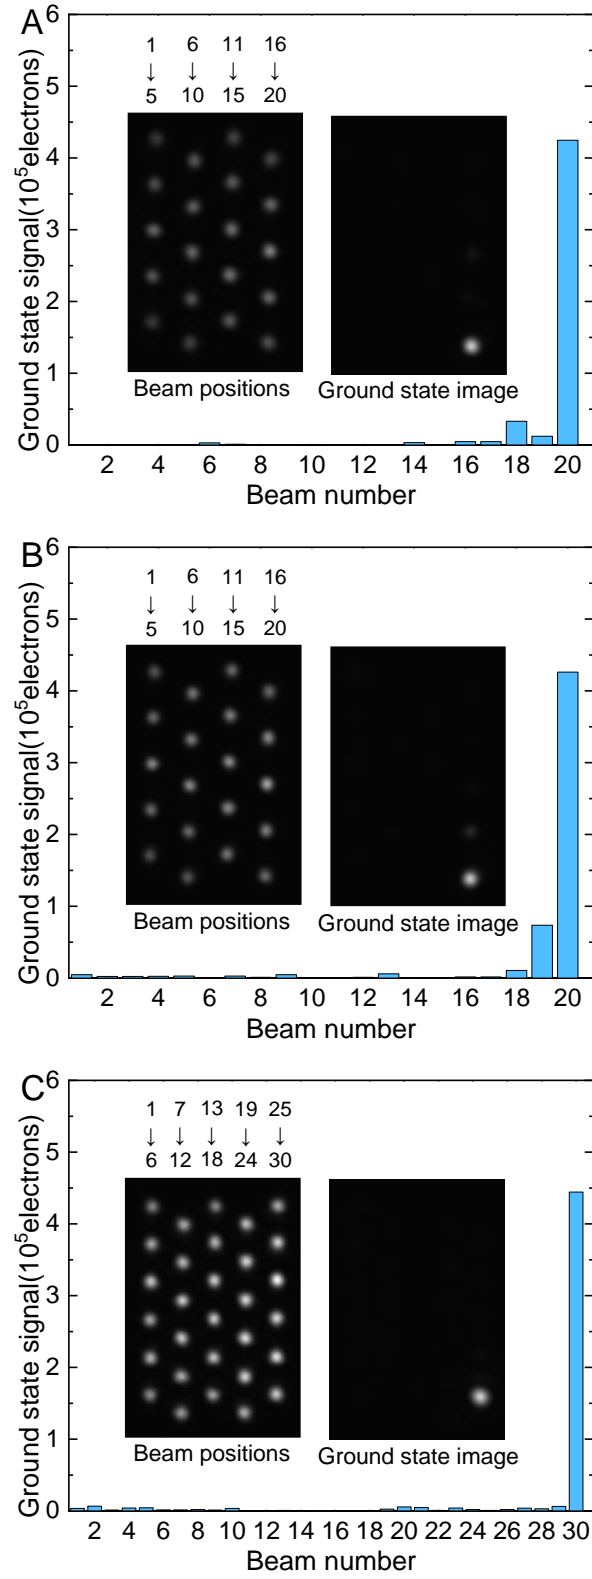 A
Ground state signal(10⁵electrons)
6
5
4
3
2
1
0
1 6 11 16
↓ ↓ ↓ ↓
5 10 15 20
Beam positions
Ground state image
2 4 6 8 10 12 14 16 18 20
Beam number
B
Ground state signal(10⁵electrons)
6
5
4
3
2
1
0
1 6 11 16
↓ ↓ ↓ ↓
5 10 15 20
Beam positions
Ground state image
2 4 6 8 10 12 14 16 18 20
Beam number
C
Ground state signal(10⁵electrons)
6
5
4
3
2
1
0
1 7 13 19 25
↓ ↓ ↓ ↓ ↓
6 12 18 24 30
Beam positions
Ground state image
2 4 6 8 10 12 14 16 18 20 22 24 26 28 30
Beam number